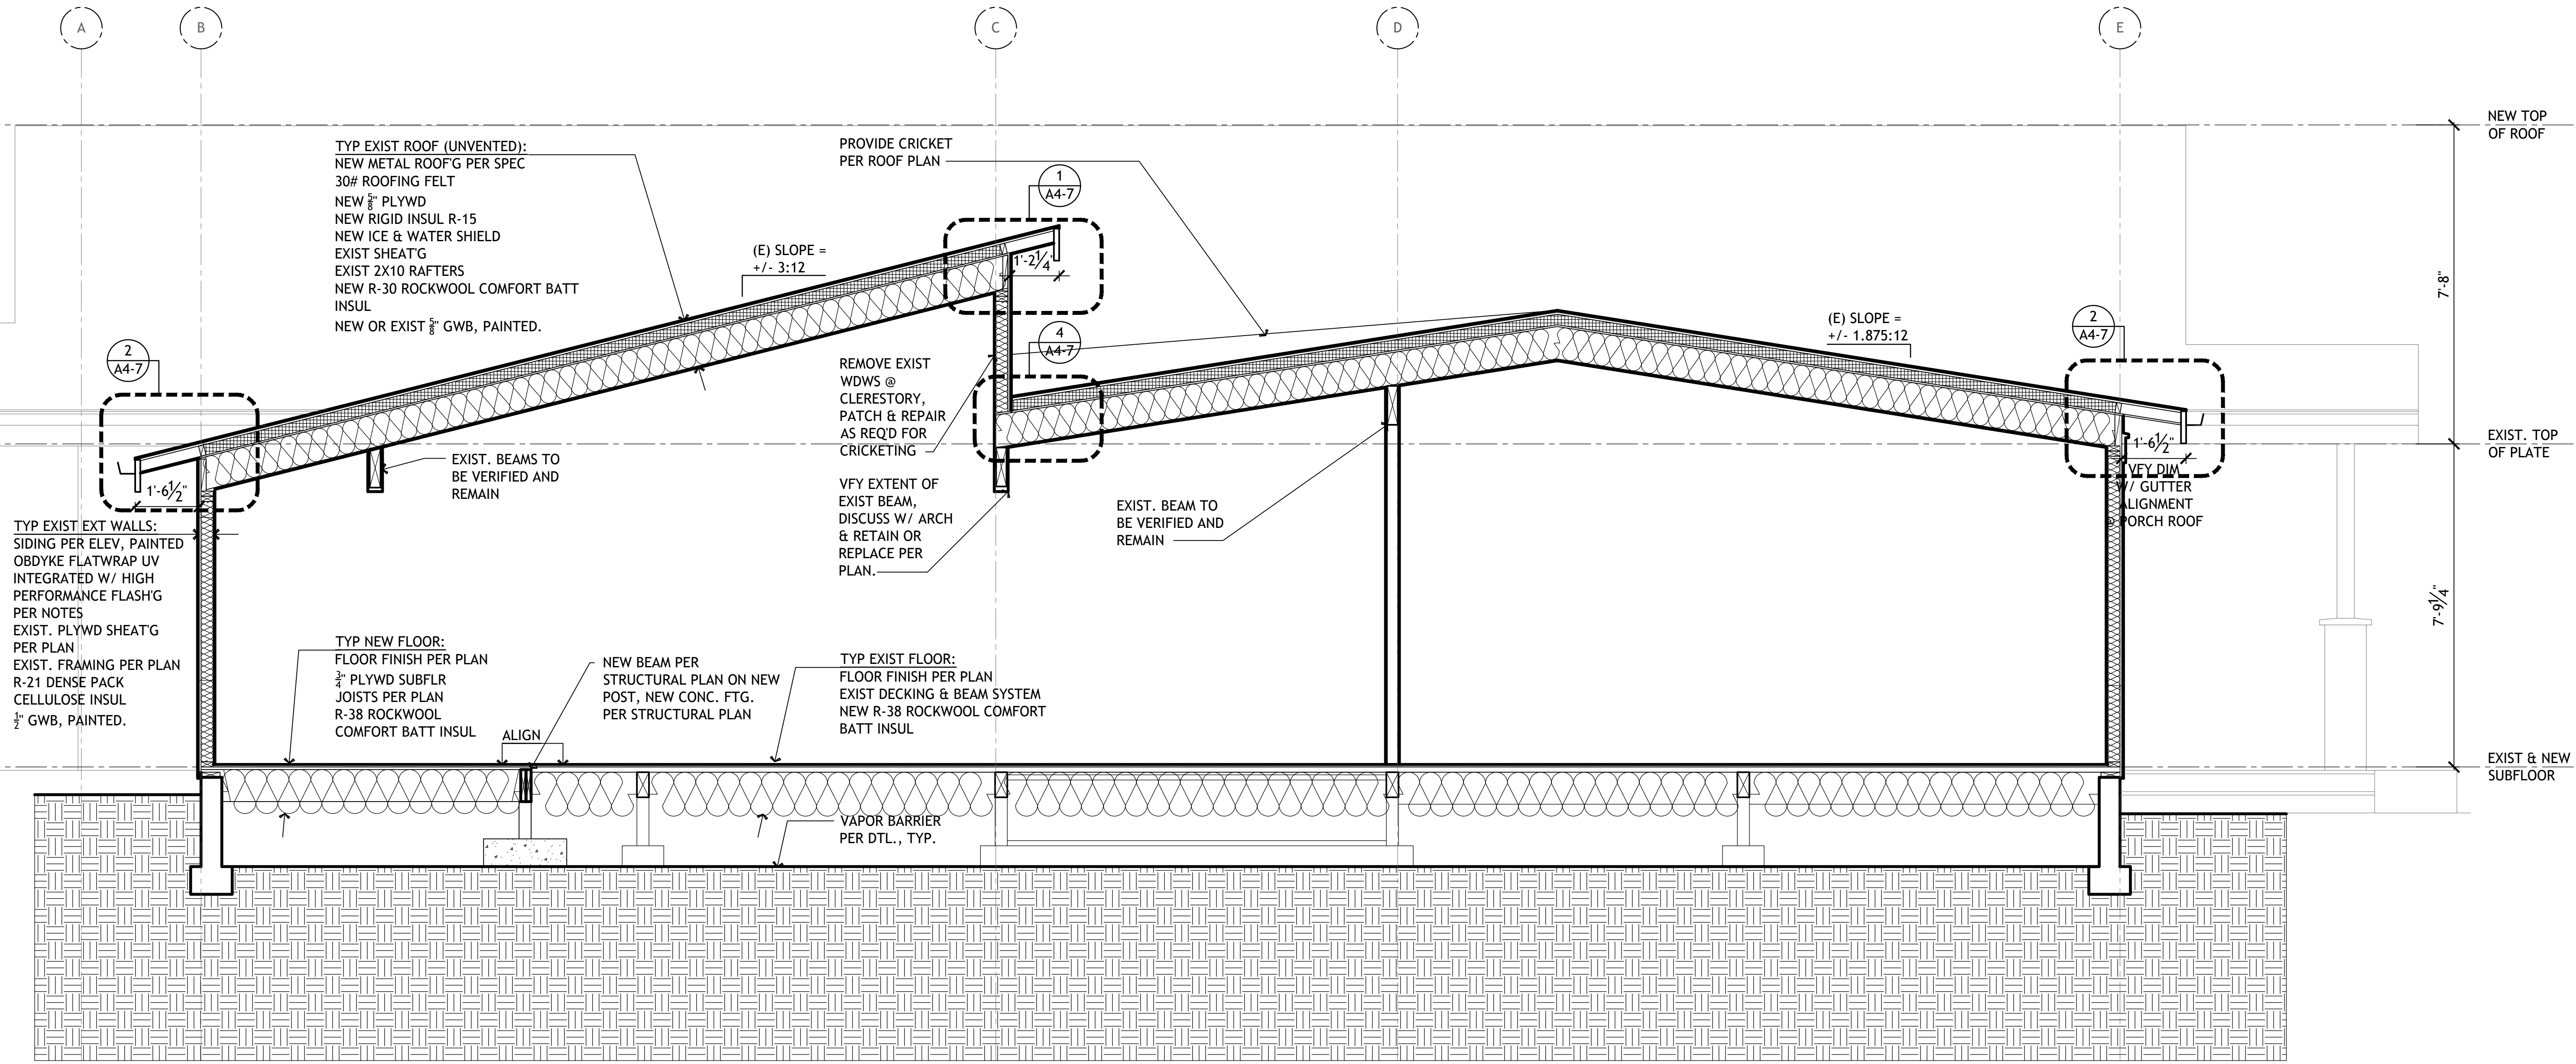 A
B
C
D
E
NEW TOP
OF ROOF
TYP EXIST ROOF (UNVENTED):
NEW METAL ROOF'G PER SPEC
30# ROOFING FELT
NEW 5/8" PLYWD
NEW RIGID INSUL R-15
NEW ICE & WATER SHIELD
EXIST SHEAT'G
EXIST 2X10 RAFTERS
NEW R-30 ROCKWOOL COMFORT BATT
INSUL
NEW OR EXIST 5/8" GWB, PAINTED.
PROVIDE CRICKET
PER ROOF PLAN
1
A4-7
(E) SLOPE =
+/- 3:12
1'-2 1/4"
7'-8"
2
A4-7
4
A4-7
(E) SLOPE =
+/- 1.875:12
2
A4-7
REMOVE EXIST
WDWS @
CLERESTORY,
PATCH & REPAIR
AS REQ'D FOR
CRICKETING
EXIST. TOP
OF PLATE
1'-6 1/2"
EXIST. BEAMS TO
BE VERIFIED AND
REMAIN
VFY EXTENT OF
EXIST BEAM,
DISCUSS W/ ARCH
& RETAIN OR
REPLACE PER
PLAN.
EXIST. BEAM TO
BE VERIFIED AND
REMAIN
1'-6 1/2"
VFY DIM
W/ GUTTER
ALIGNMENT
@ PORCH ROOF
TYP EXIST EXT WALLS:
SIDING PER ELEV, PAINTED
OBDYKE FLATWRAP UV
INTEGRATED W/ HIGH
PERFORMANCE FLASH'G
PER NOTES
EXIST. PLYWD SHEAT'G
PER PLAN
EXIST. FRAMING PER PLAN
R-21 DENSE PACK
CELLULOSE INSUL
1/2" GWB, PAINTED.
7'-9 1/4"
TYP NEW FLOOR:
FLOOR FINISH PER PLAN
3/4" PLYWD SUBFLR
JOISTS PER PLAN
R-38 ROCKWOOL
COMFORT BATT INSUL
ALIGN
NEW BEAM PER
STRUCTURAL PLAN ON NEW
POST, NEW CONC. FTG.
PER STRUCTURAL PLAN
TYP EXIST FLOOR:
FLOOR FINISH PER PLAN
EXIST DECKING & BEAM SYSTEM
NEW R-38 ROCKWOOL COMFORT
BATT INSUL
EXIST & NEW
SUBFLOOR
VAPOR BARRIER
PER DTL., TYP.